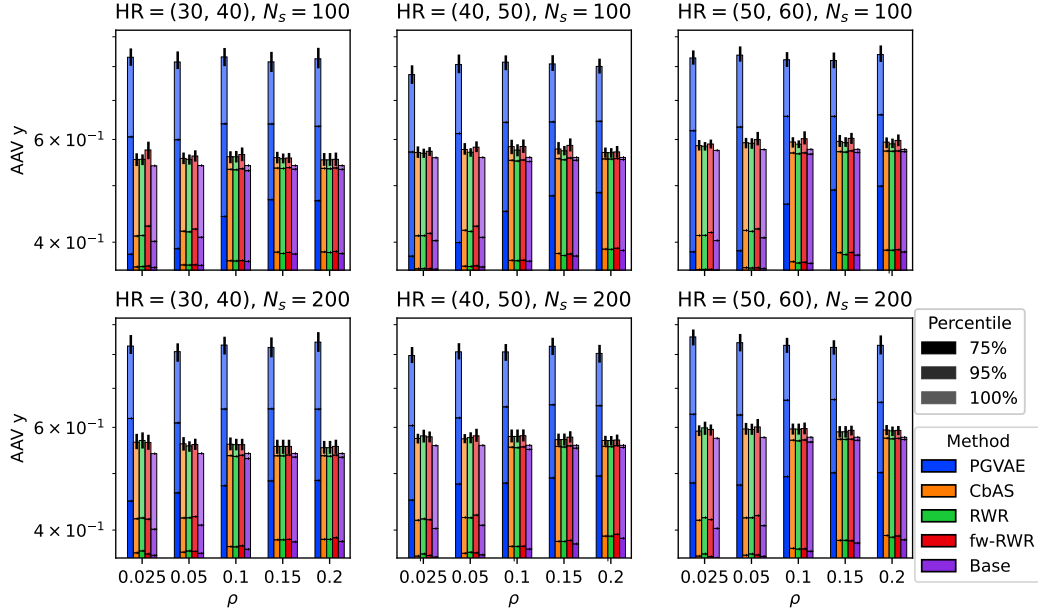 HR = (30, 40), N_s = 100
HR = (40, 50), N_s = 100
HR = (50, 60), N_s = 100
AAV y
6 × 10⁻¹
4 × 10⁻¹
HR = (30, 40), N_s = 200
HR = (40, 50), N_s = 200
HR = (50, 60), N_s = 200
AAV y
6 × 10⁻¹
4 × 10⁻¹
0.025 0.05 0.1 0.15 0.2
0.025 0.05 0.1 0.15 0.2
0.025 0.05 0.1 0.15 0.2
ρ
ρ
ρ
Percentile
75%
95%
100%
Method
PGVAE
CbAS
RWR
fw-RWR
Base